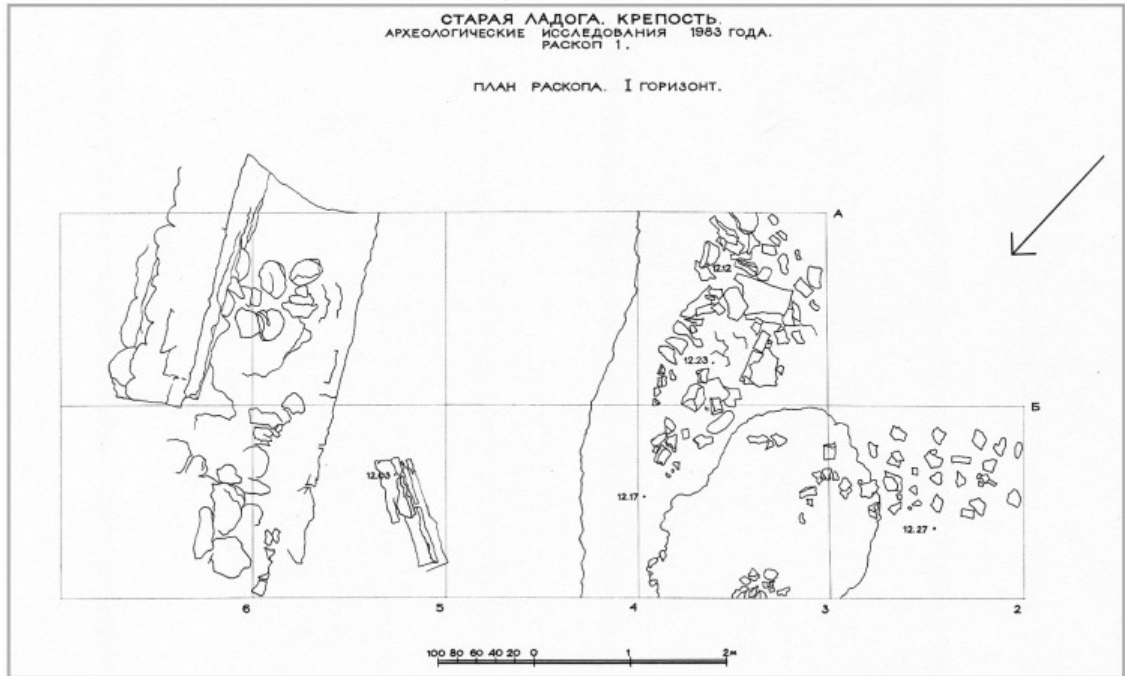 СТАРАЯ ЛАДОГА. КРЕПОСТЬ.
АРХЕОЛОГИЧЕСКИЕ ИССЛЕДОВАНИЯ 1983 ГОДА.
РАСКОП 1.
ПЛАН РАСКОПА. I ГОРИЗОНТ.
А
12.12
12.23
Б
12.03
12.17
12.27
6 5 4 3 2
100 80 60 40 20 0 1 2м